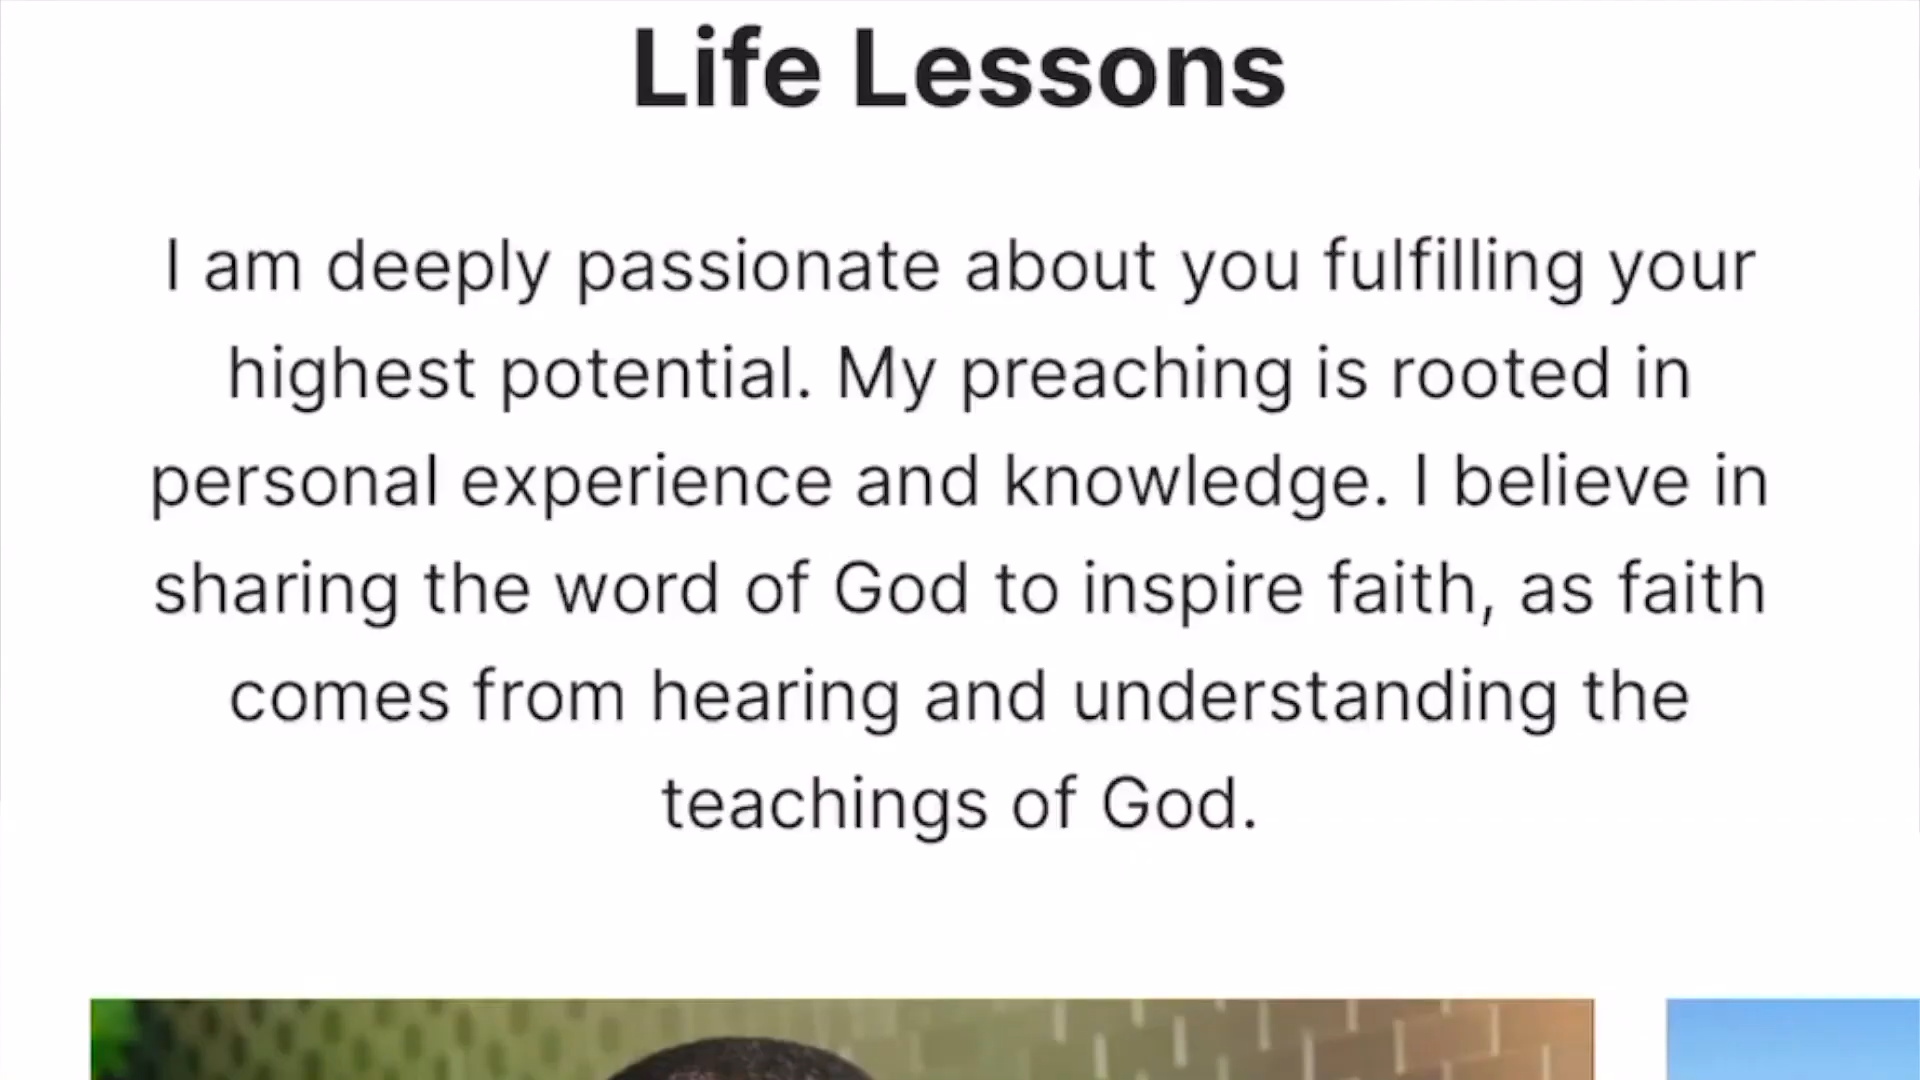 Life Lessons
I am deeply passionate about you fulfilling your
highest potential. My preaching is rooted in
personal experience and knowledge. I believe in
sharing the word of God to inspire faith, as faith
comes from hearing and understanding the
teachings of God.